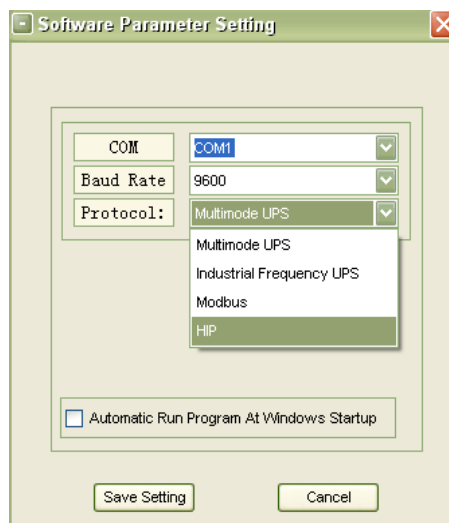 Software Parameter Setting
COM
COM1
Baud Rate
9600
Protocol:
Multimode UPS
Multimode UPS
Industrial Frequency UPS
Modbus
HIP
Automatic Run Program At Windows Startup
Save Setting
Cancel